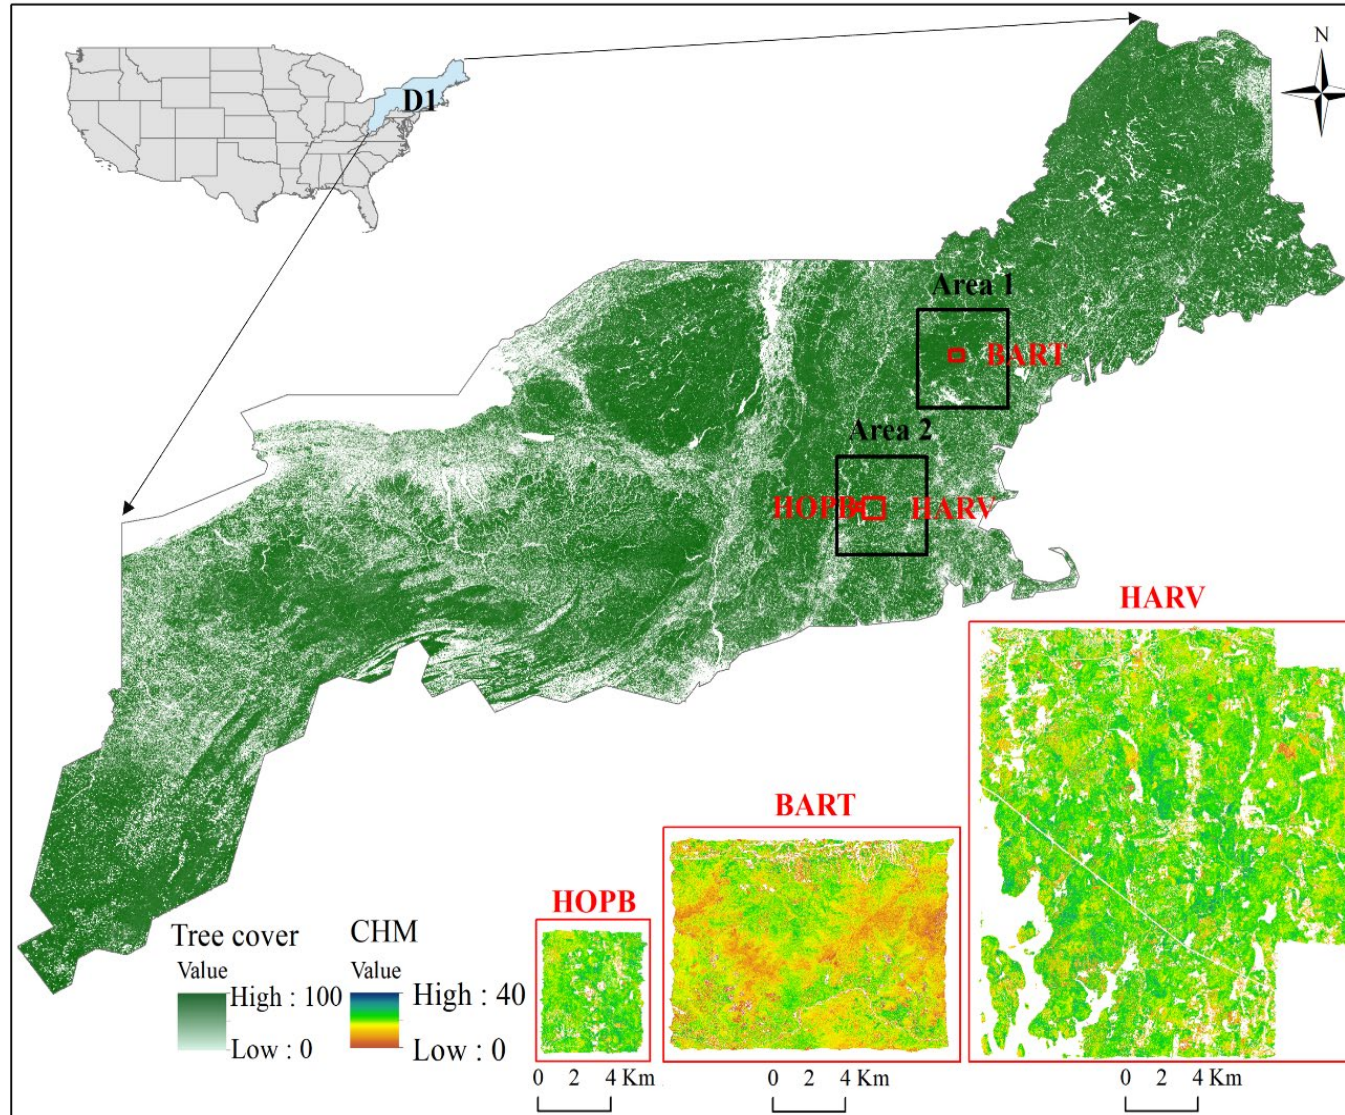 N
D1
Area 1
BART
Area 2
HOPB HARV
HARV
BART
HOPB
Tree cover CHM
Value Value
High : 100 High : 40
Low : 0 Low : 0
0 2 4 Km 0 2 4 Km 0 2 4 Km